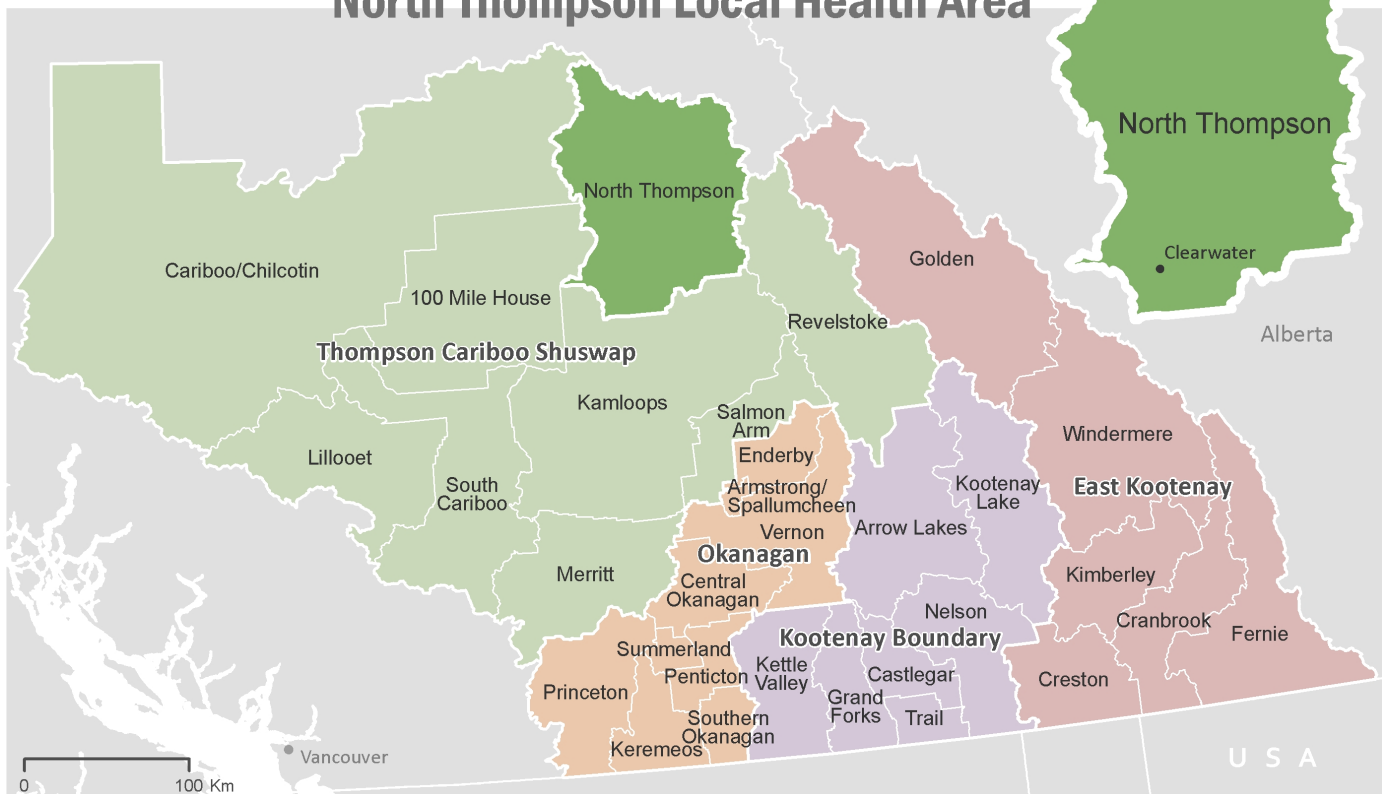 North Thompson Local Health Area
North Thompson
North Thompson
Clearwater
Alberta
Cariboo/Chilcotin
100 Mile House
Golden
Revelstoke
Thompson Cariboo Shuswap
Kamloops
Salmon
Arm
Lillooet
South
Cariboo
Enderby
Armstrong/
Spallumcheen
Vernon
Okanagan
Merritt
Central
Okanagan
Windermere
East Kootenay
Kootenay
Lake
Arrow Lakes
Kimberley
Nelson
Cranbrook
Fernie
Kootenay Boundary
Summerland
Penticton
Princeton
Kettle
Valley
Castlegar
Creston
Grand
Forks
Trail
Southern
Okanagan
Keremeos
Vancouver
USA
0 100 Km